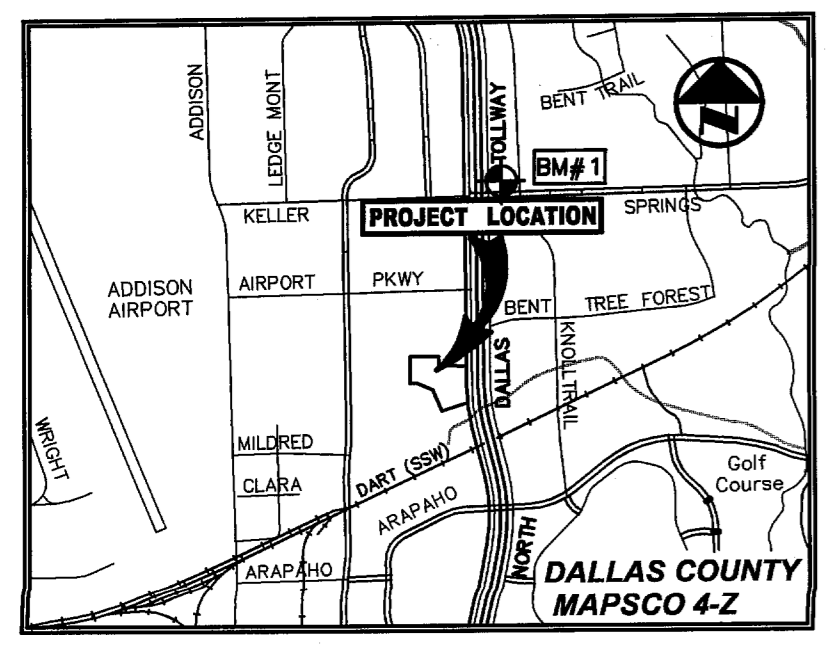 ADDISON
LEDGE MONT
TOLLWAY
BENT TRAIL
N
BM# 1
KELLER
PROJECT LOCATION
SPRINGS
ADDISON
AIRPORT
AIRPORT PKWY
BENT TREE FOREST
DALLAS
KNOLL TRAIL
WRIGHT
MILDRED
CLARA
DART (SSW)
ARAPAHO
Golf
Course
ARAPAHO
NORTH
DALLAS COUNTY
MAPSCO 4-Z